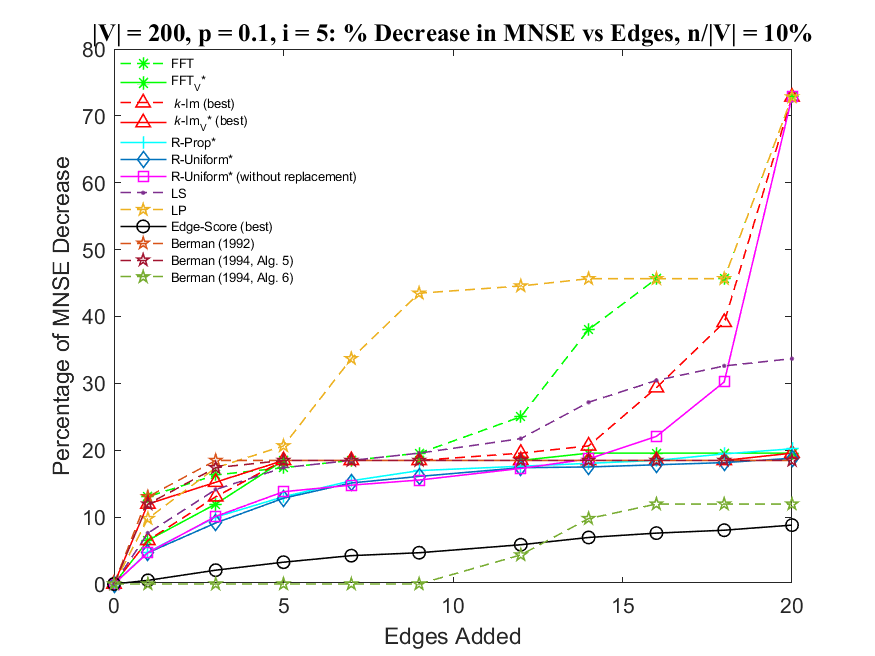 |V| = 200, p = 0.1, i = 5: % Decrease in MNSE vs Edges, n/|V| = 10%
80
70
60
50
40
30
20
10
0
Percentage of MNSE Decrease
FFT
FFT_V*
k-Im (best)
k-Im_V* (best)
R-Prop*
R-Uniform*
R-Uniform* (without replacement)
LS
LP
Edge-Score (best)
Berman (1992)
Berman (1994, Alg. 5)
Berman (1994, Alg. 6)
0 5 10 15 20
Edges Added